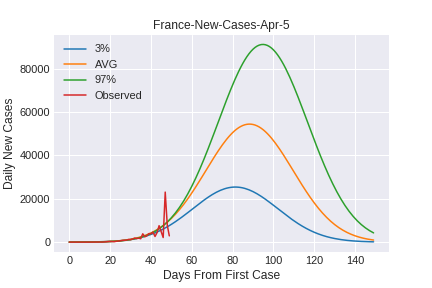 France-New-Cases-Apr-5
3%
AVG
97%
Observed
Daily New Cases
80000
60000
40000
20000
0
0 20 40 60 80 100 120 140
Days From First Case